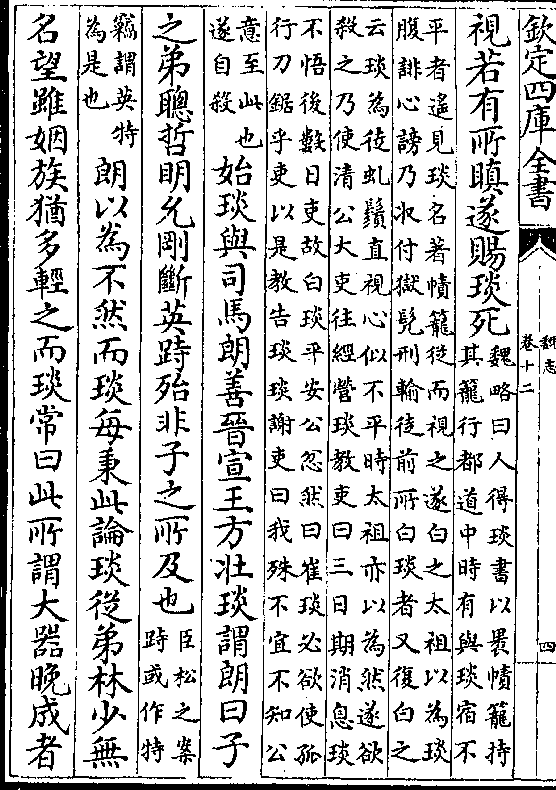 欽定四庫全書
魏志
卷十二
四
視若有所瞋遂賜琰死
魏略曰人得琰書以褁幘籠持
其籠行都道中時有與琰宿不
平者遥見琰名著幘籠從而視之遂白之太祖以為琰
腹誹心謗乃收付獄髠刑輸徒前所白琰者又復白之
云琰為徒虬鬚直視心似不平時太祖亦以為然遂欲
殺之乃使清公大吏往經營琰教吏曰三日期消息琰
不悟後數日吏故白琰平安公忽然曰崔琰必欲使孤
行刀鋸乎吏以是教告琰琰謝吏曰我殊不宜不知公
意至此也
遂自殺
始琰與司馬朗善晉宣王方壯琰謂朗曰子
之弟聰哲明允剛斷英跱殆非子之所及也
臣松之案
跱或作特
竊謂英特
為是也
朗以為不然而琰每秉此論琰從弟林少無
名望雖姻族猶多輕之而琰常曰此所謂大器晚成者